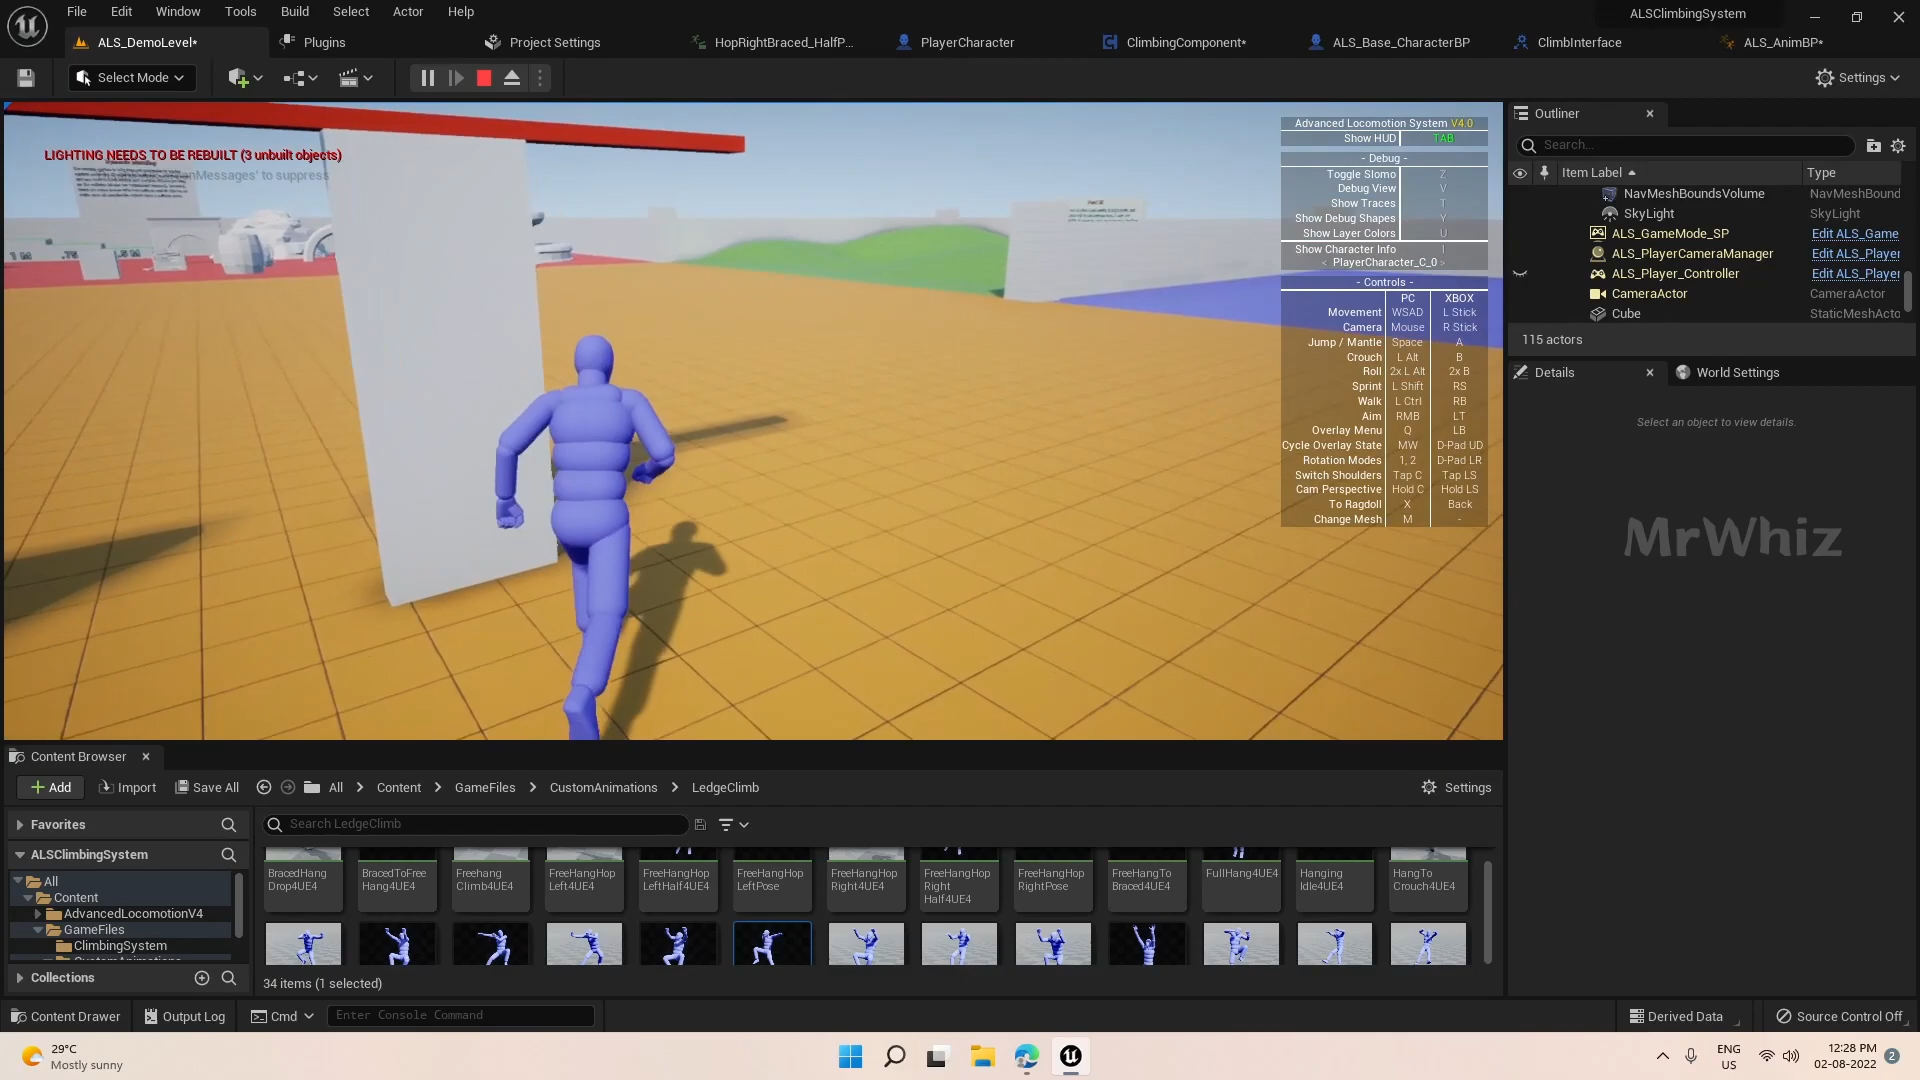 File Edit Window Tools Build Select Actor Help
ALSClimbingSystem
ALS_DemoLevel*
Plugins
Project Settings
HopRightBraced_HalfP...
PlayerCharacter
ClimbingComponent*
ALS_Base_CharacterBP
ClimbInterface
ALS_AnimBP*
Select Mode
Settings
LIGHTING NEEDS TO BE REBUILT (3 unbuilt objects)
nMessages' to suppress
Advanced Locomotion System V4.0
Show HUD TAB
- Debug -
Toggle Slomo Z
Debug View V
Show Traces T
Show Debug Shapes Y
Show Layer Colors U
Show Character Info I
< PlayerCharacter_C_0 >
- Controls -
PC XBOX
Movement WSAD L Stick
Camera Mouse R Stick
Jump / Mantle Space A
Crouch L Alt B
Roll 2x L Alt 2x B
Sprint L Shift RS
Walk L Ctrl RB
Aim RMB LT
Overlay Menu Q LB
Cycle Overlay State MW D-Pad UD
Rotation Modes 1, 2 D-Pad LR
Switch Shoulders Tap C Tap LS
Cam Perspective Hold C Hold LS
To Ragdoll X Back
Change Mesh M -
Outliner
Search...
Item Label Type
NavMeshBoundsVolume NavMeshBound
SkyLight SkyLight
ALS_GameMode_SP Edit ALS_Game
ALS_PlayerCameraManager Edit ALS_Player
ALS_Player_Controller Edit ALS_Player
CameraActor CameraActor
Cube StaticMeshActo
115 actors
Details
World Settings
Select an object to view details.
MrWhiz
Content Browser
Add Import Save All All Content GameFiles CustomAnimations LedgeClimb Settings
Favorites
Search LedgeClimb
ALSClimbingSystem
All
Content
AdvancedLocomotionV4
GameFiles
ClimbingSystem
CustomAnimations
Collections
BracedHang
Drop4UE4
BracedToFree
Hang4UE4
Freehang
Climb4UE4
FreeHangHop
Left4UE4
FreeHangHop
LeftHalf4UE4
FreeHangHop
LeftPose
FreeHangHop
Right4UE4
FreeHangHop
Right
Half4UE4
FreeHangHop
RightPose
FreeHangTo
Braced4UE4
FullHang4UE4
Hanging
Idle4UE4
HangTo
Crouch4UE4
34 items (1 selected)
Content Drawer Output Log Cmd Enter Console Command Derived Data Source Control Off
29°C
Mostly sunny
ENG
US
12:28 PM
02-08-2022
2